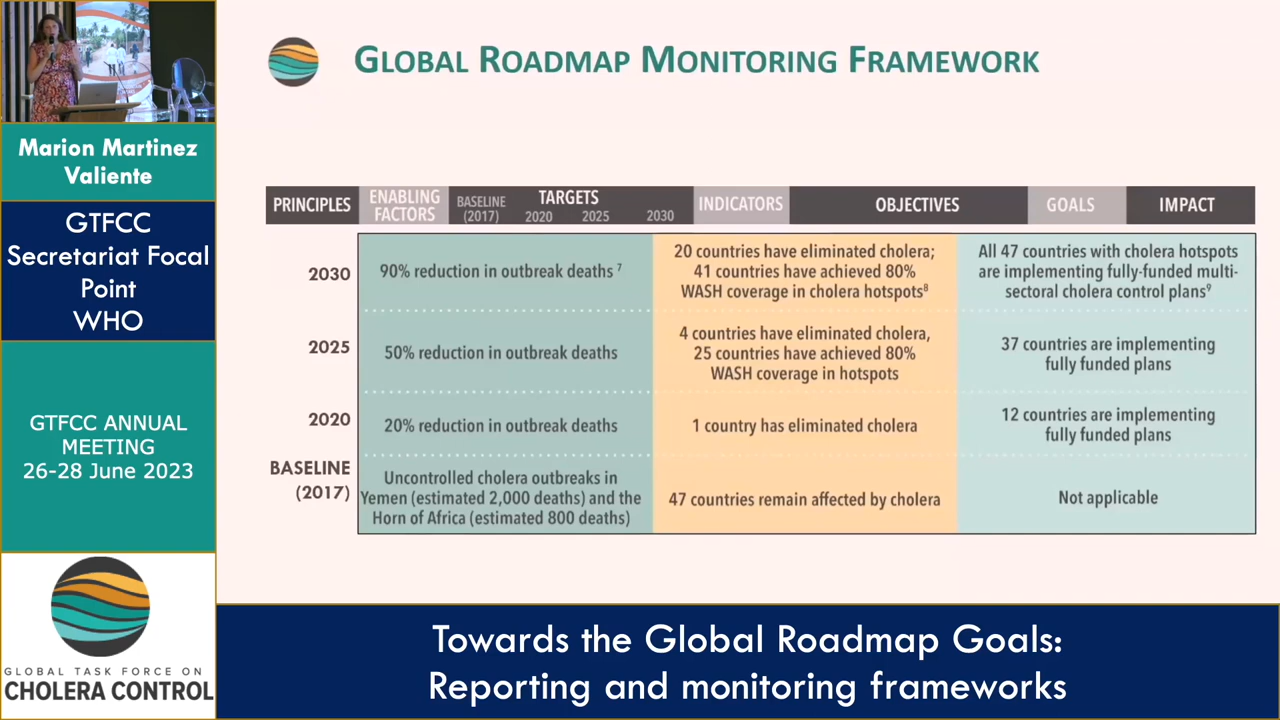 GLOBAL ROADMAP MONITORING FRAMEWORK
Marion Martinez
Valiente
GTFCC
Secretariat Focal
Point
WHO
GTFCC ANNUAL
MEETING
26-28 June 2023
GLOBAL TASK FORCE ON
CHOLERA CONTROL
PRINCIPLES
ENABLING
FACTORS
TARGETS
BASELINE
(2017)
2020
2025
2030
INDICATORS
OBJECTIVES
GOALS
IMPACT
2030
90% reduction in outbreak deaths ⁷
20 countries have eliminated cholera;
41 countries have achieved 80%
WASH coverage in cholera hotspots⁸
All 47 countries with cholera hotspots
are implementing fully-funded multi-
sectoral cholera control plans⁹
2025
50% reduction in outbreak deaths
4 countries have eliminated cholera,
25 countries have achieved 80%
WASH coverage in hotspots
37 countries are implementing
fully funded plans
2020
20% reduction in outbreak deaths
1 country has eliminated cholera
12 countries are implementing
fully funded plans
BASELINE
(2017)
Uncontrolled cholera outbreaks in
Yemen (estimated 2,000 deaths) and the
Horn of Africa (estimated 800 deaths)
47 countries remain affected by cholera
Not applicable
Towards the Global Roadmap Goals:
Reporting and monitoring frameworks